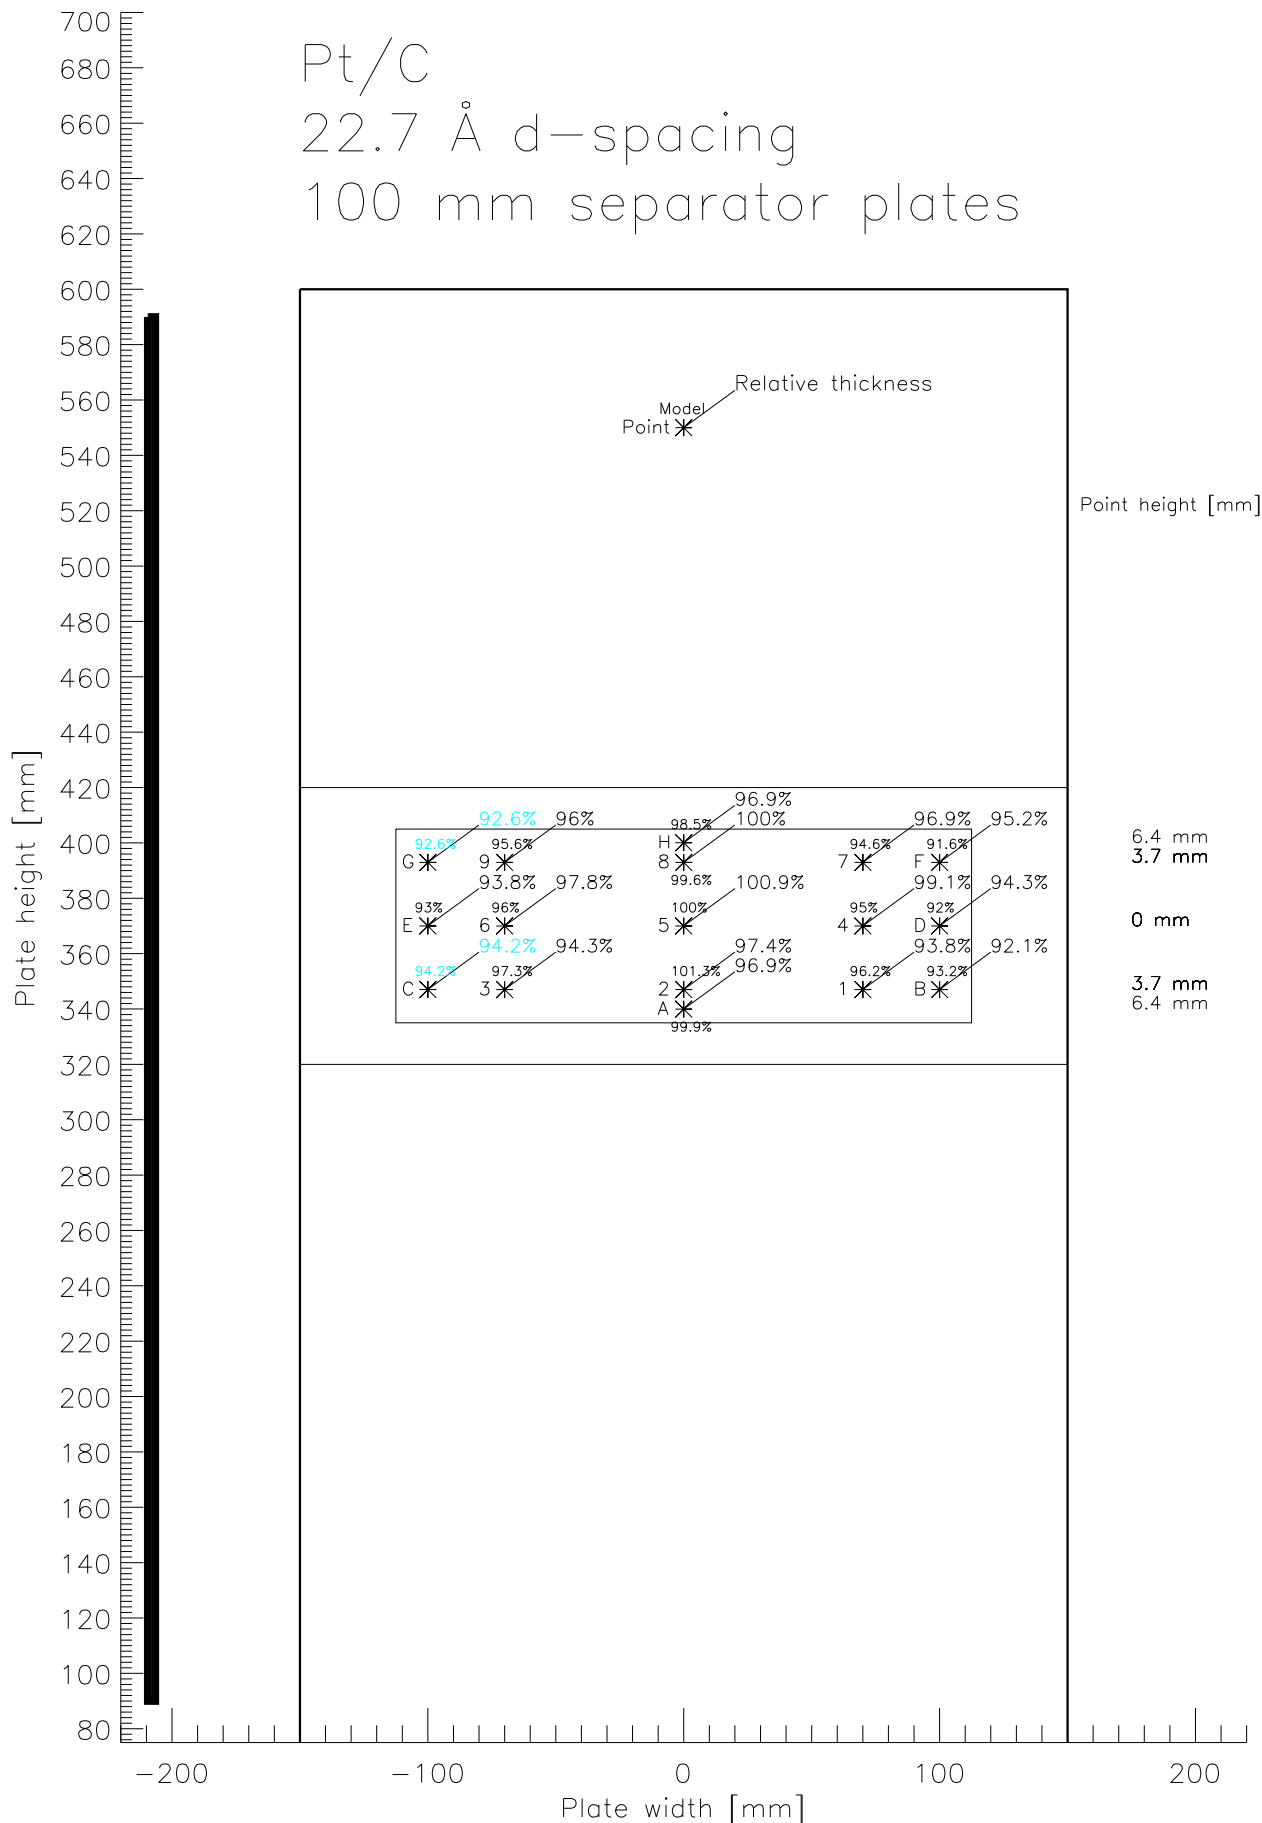 Pt/C
22.7 Å d-spacing
100 mm separator plates
700
680
660
640
620
600
580
560
540
520
500
480
460
440
420
400
380
360
340
320
300
280
260
240
220
200
180
160
140
120
100
80
Plate height [mm]
Relative thickness
Model
Point
Point height [mm]
96.9%
92.6% 96% 100% 96.9% 95.2%
98.5%
H
92.6% 95.6% 94.6% 91.6%
G 9 8 7 F
99.6%
93.8% 97.8% 100.9% 99.1% 94.3%
93% 96% 100% 95% 92%
E 6 5 4 D
94.2% 94.3% 97.4% 93.8% 92.1%
96.9%
94.2% 97.3% 101.3% 96.2% 93.2%
C 3 2 1 B
A
99.9%
6.4 mm
3.7 mm
0 mm
3.7 mm
6.4 mm
-200 -100 0 100 200
Plate width [mm]